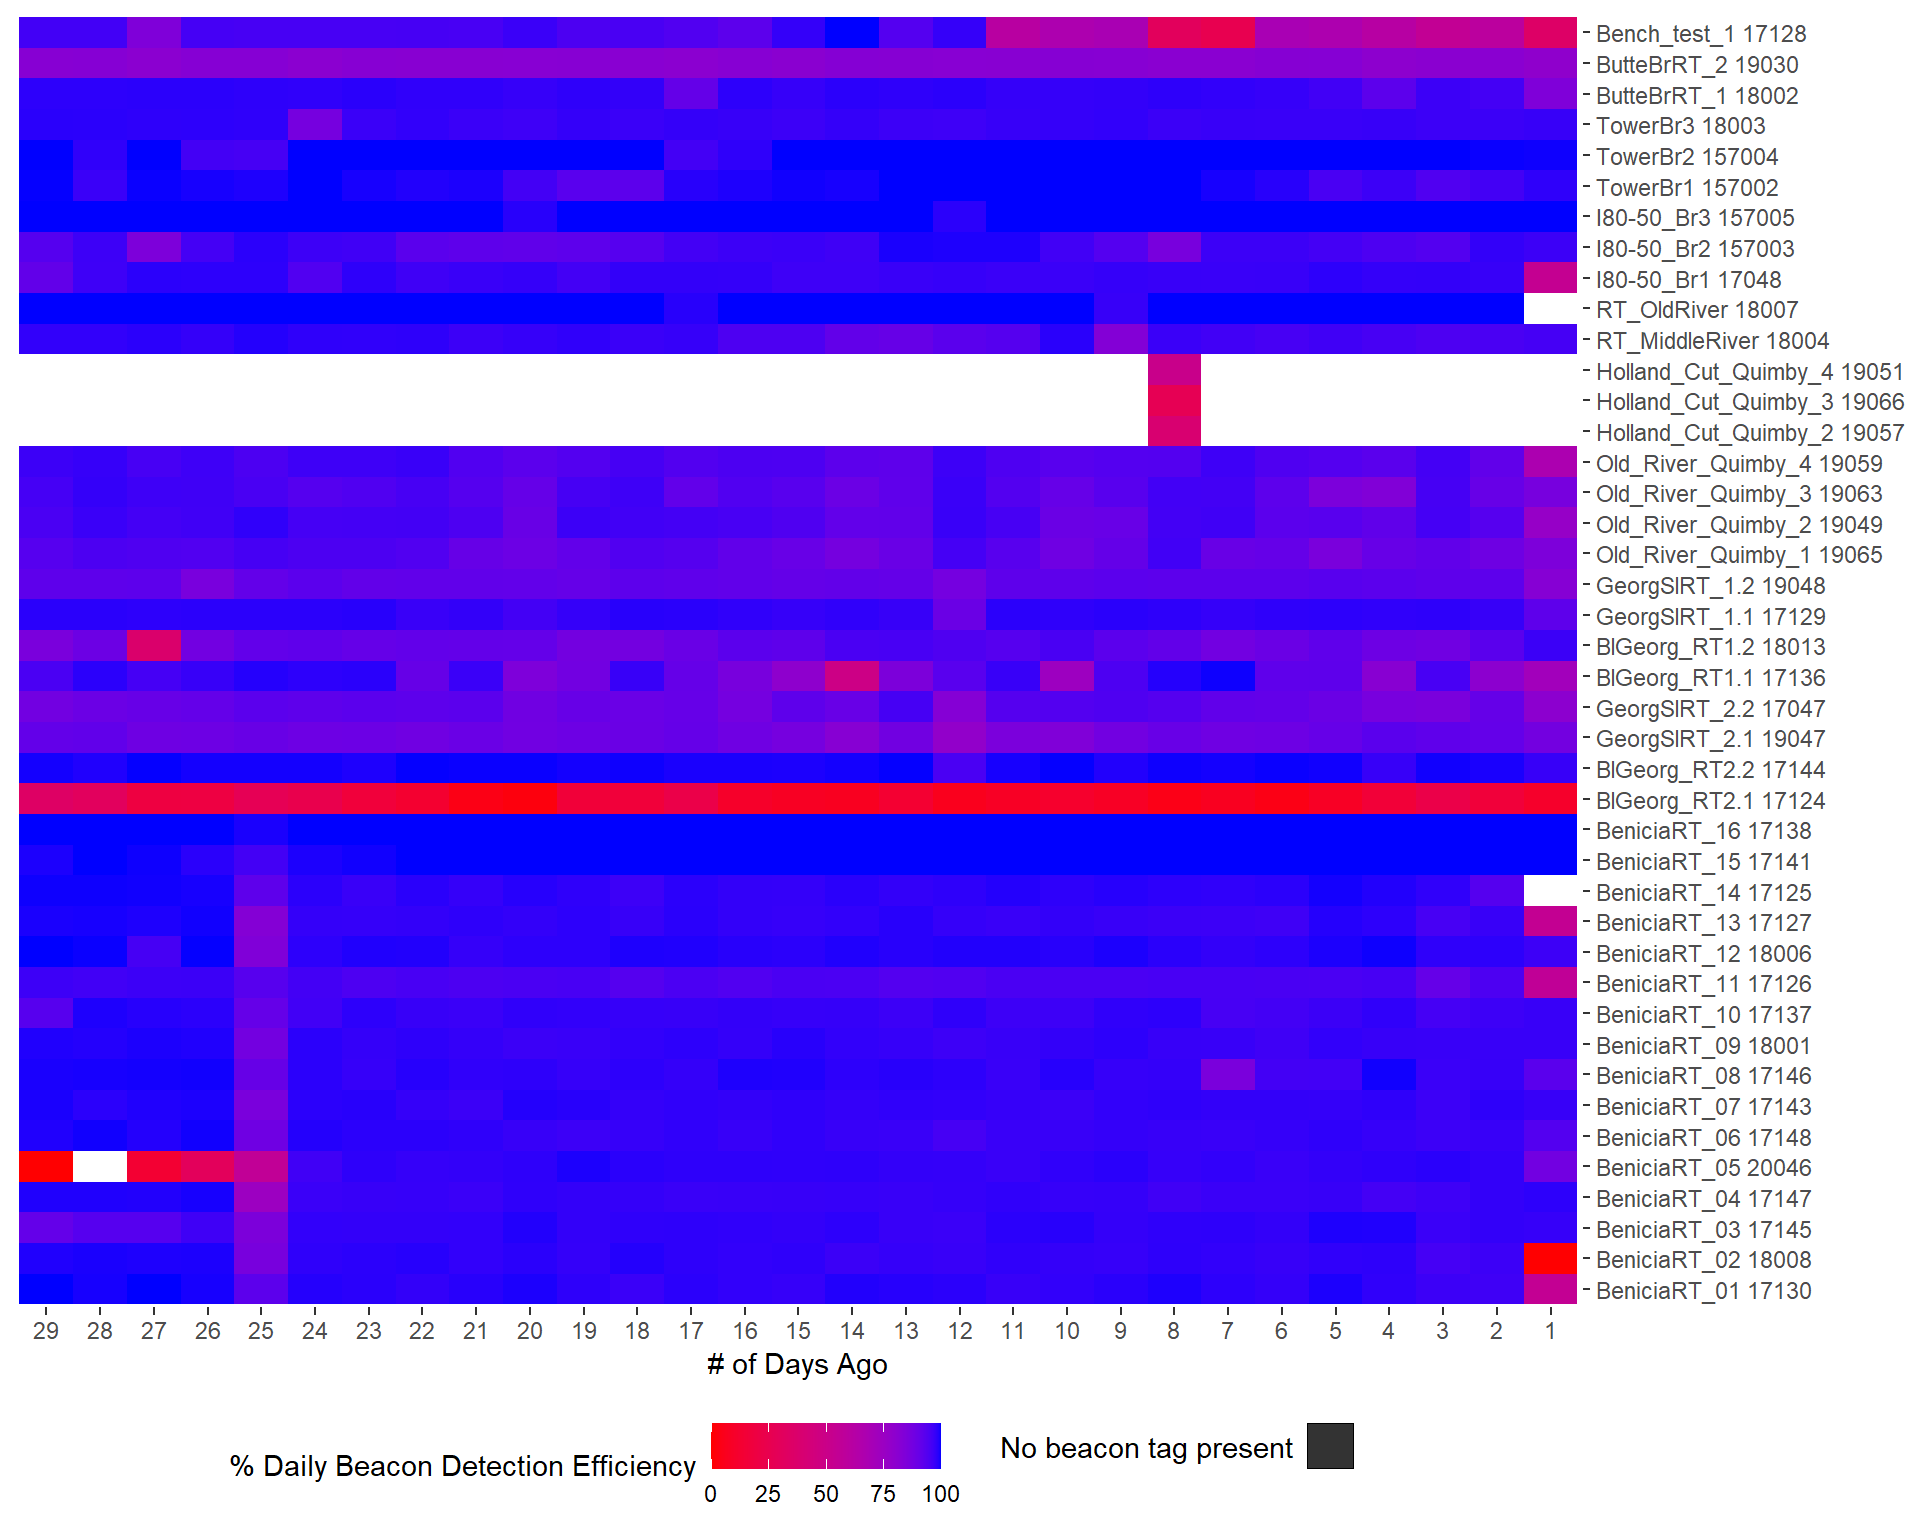 Bench_test_1 17128
ButteBrRT_2 19030
ButteBrRT_1 18002
TowerBr3 18003
TowerBr2 157004
TowerBr1 157002
I80-50_Br3 157005
I80-50_Br2 157003
I80-50_Br1 17048
RT_OldRiver 18007
RT_MiddleRiver 18004
Holland_Cut_Quimby_4 19051
Holland_Cut_Quimby_3 19066
Holland_Cut_Quimby_2 19057
Old_River_Quimby_4 19059
Old_River_Quimby_3 19063
Old_River_Quimby_2 19049
Old_River_Quimby_1 19065
GeorgSlRT_1.2 19048
GeorgSlRT_1.1 17129
BlGeorg_RT1.2 18013
BlGeorg_RT1.1 17136
GeorgSlRT_2.2 17047
GeorgSlRT_2.1 19047
BlGeorg_RT2.2 17144
BlGeorg_RT2.1 17124
BeniciaRT_16 17138
BeniciaRT_15 17141
BeniciaRT_14 17125
BeniciaRT_13 17127
BeniciaRT_12 18006
BeniciaRT_11 17126
BeniciaRT_10 17137
BeniciaRT_09 18001
BeniciaRT_08 17146
BeniciaRT_07 17143
BeniciaRT_06 17148
BeniciaRT_05 20046
BeniciaRT_04 17147
BeniciaRT_03 17145
BeniciaRT_02 18008
BeniciaRT_01 17130
29 28 27 26 25 24 23 22 21 20 19 18 17 16 15 14 13 12 11 10 9 8 7 6 5 4 3 2 1
# of Days Ago
% Daily Beacon Detection Efficiency
0 25 50 75 100
No beacon tag present